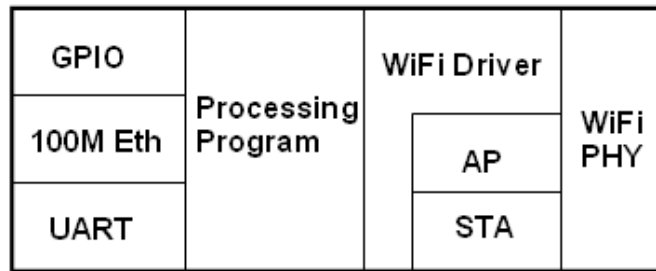 GPIO
100M Eth
UART
Processing
Program
WiFi Driver
AP
STA
WiFi
PHY